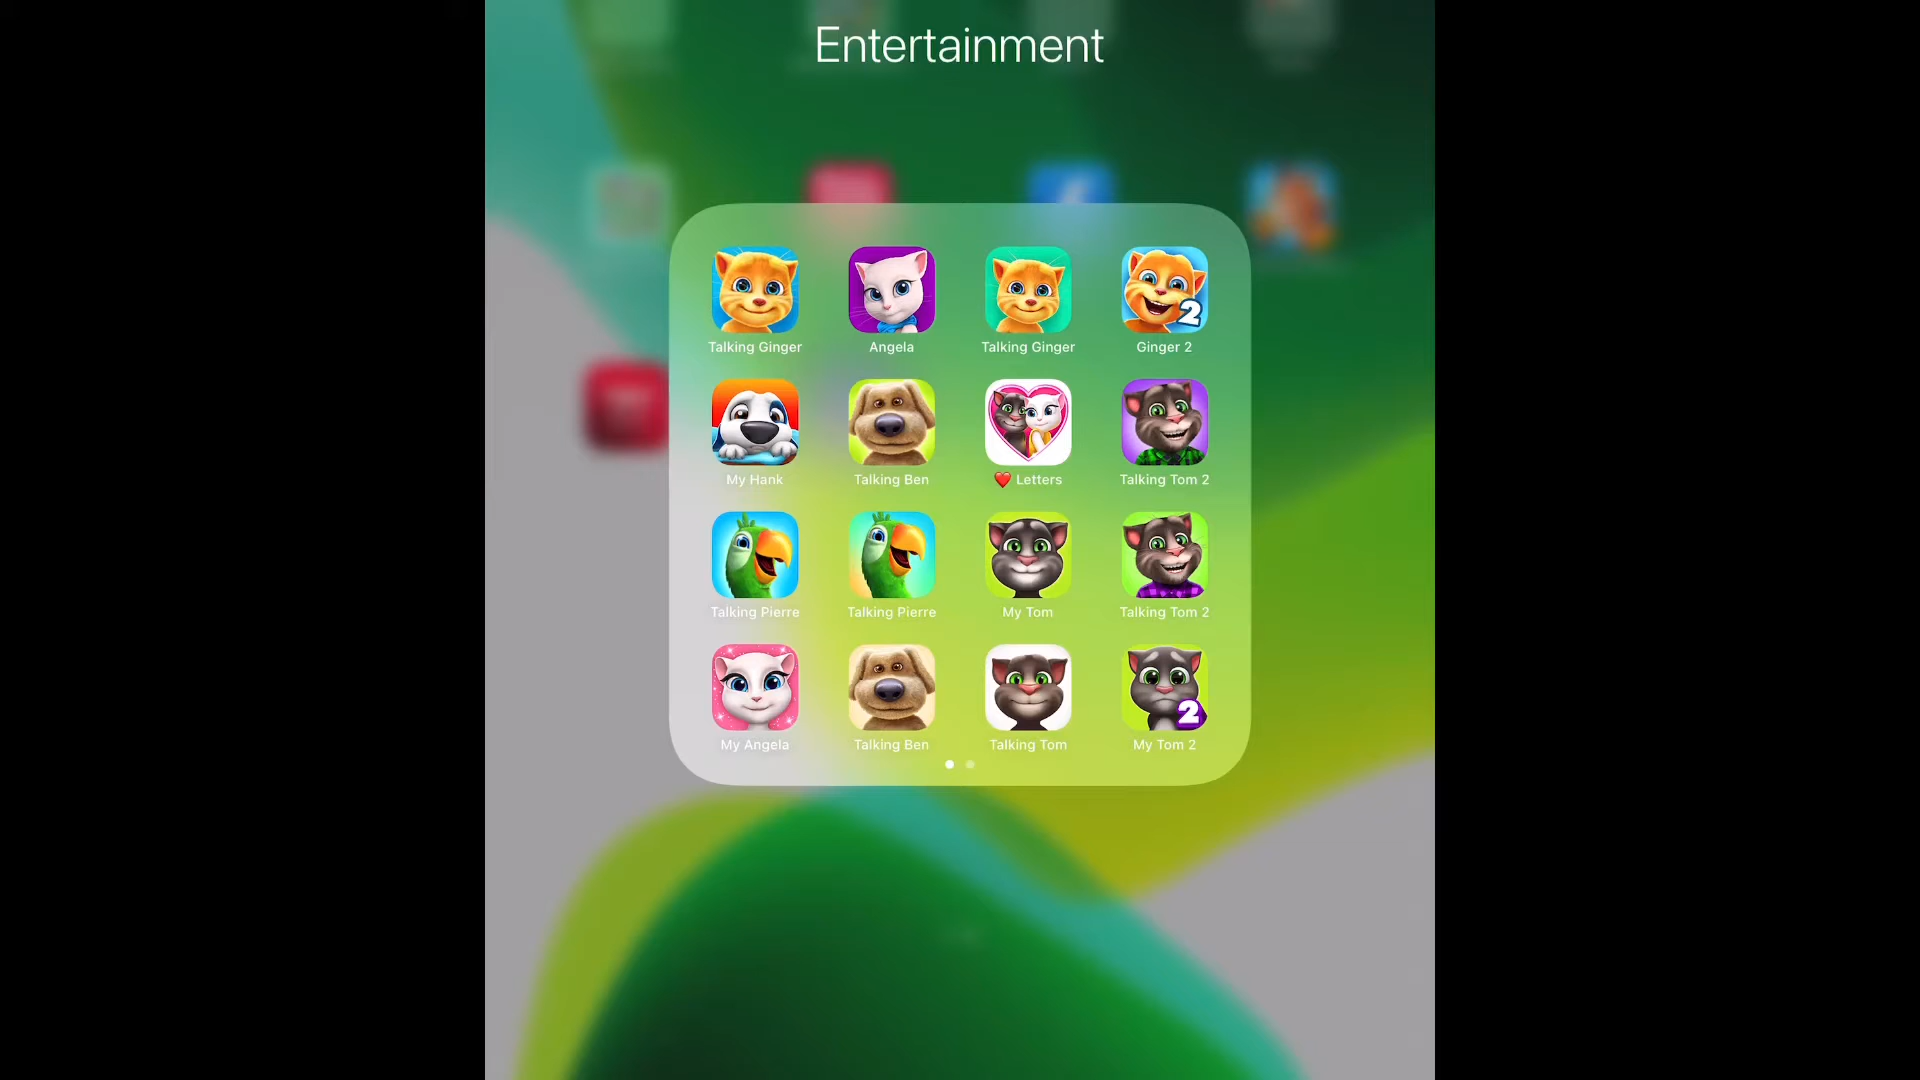 Entertainment
Talking Ginger
Angela
Talking Ginger
2
Ginger 2
My Hank
Talking Ben
❤️ Letters
Talking Tom 2
Talking Pierre
Talking Pierre
My Tom
Talking Tom 2
My Angela
Talking Ben
Talking Tom
2
My Tom 2